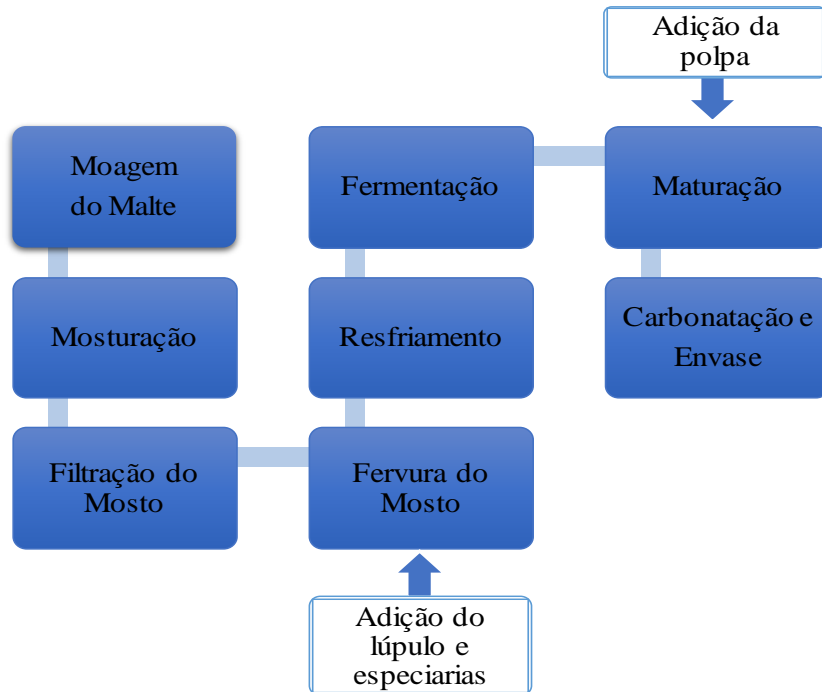 Adição da
polpa
Moagem
do Malte
Fermentação
Maturação
Mosturação
Resfriamento
Carbonatação e
Envase
Filtração do
Mosto
Fervura do
Mosto
Adição do
lúpulo e
especiarias